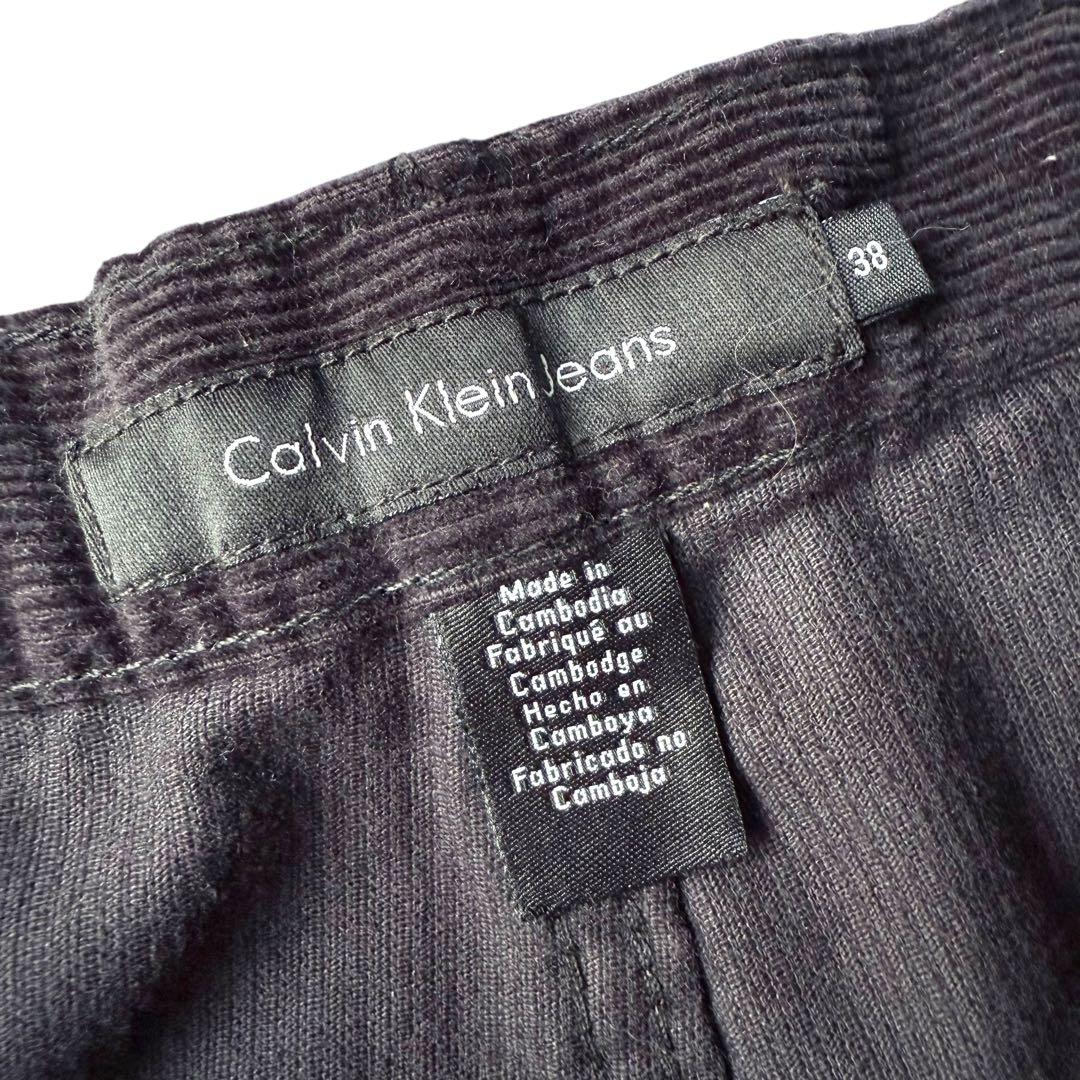 Calvin Klein Jeans
38
Made in
Cambodia
Fabriqué au
Cambodge
Hecho en
Camboya
Fabricado no
Camboja